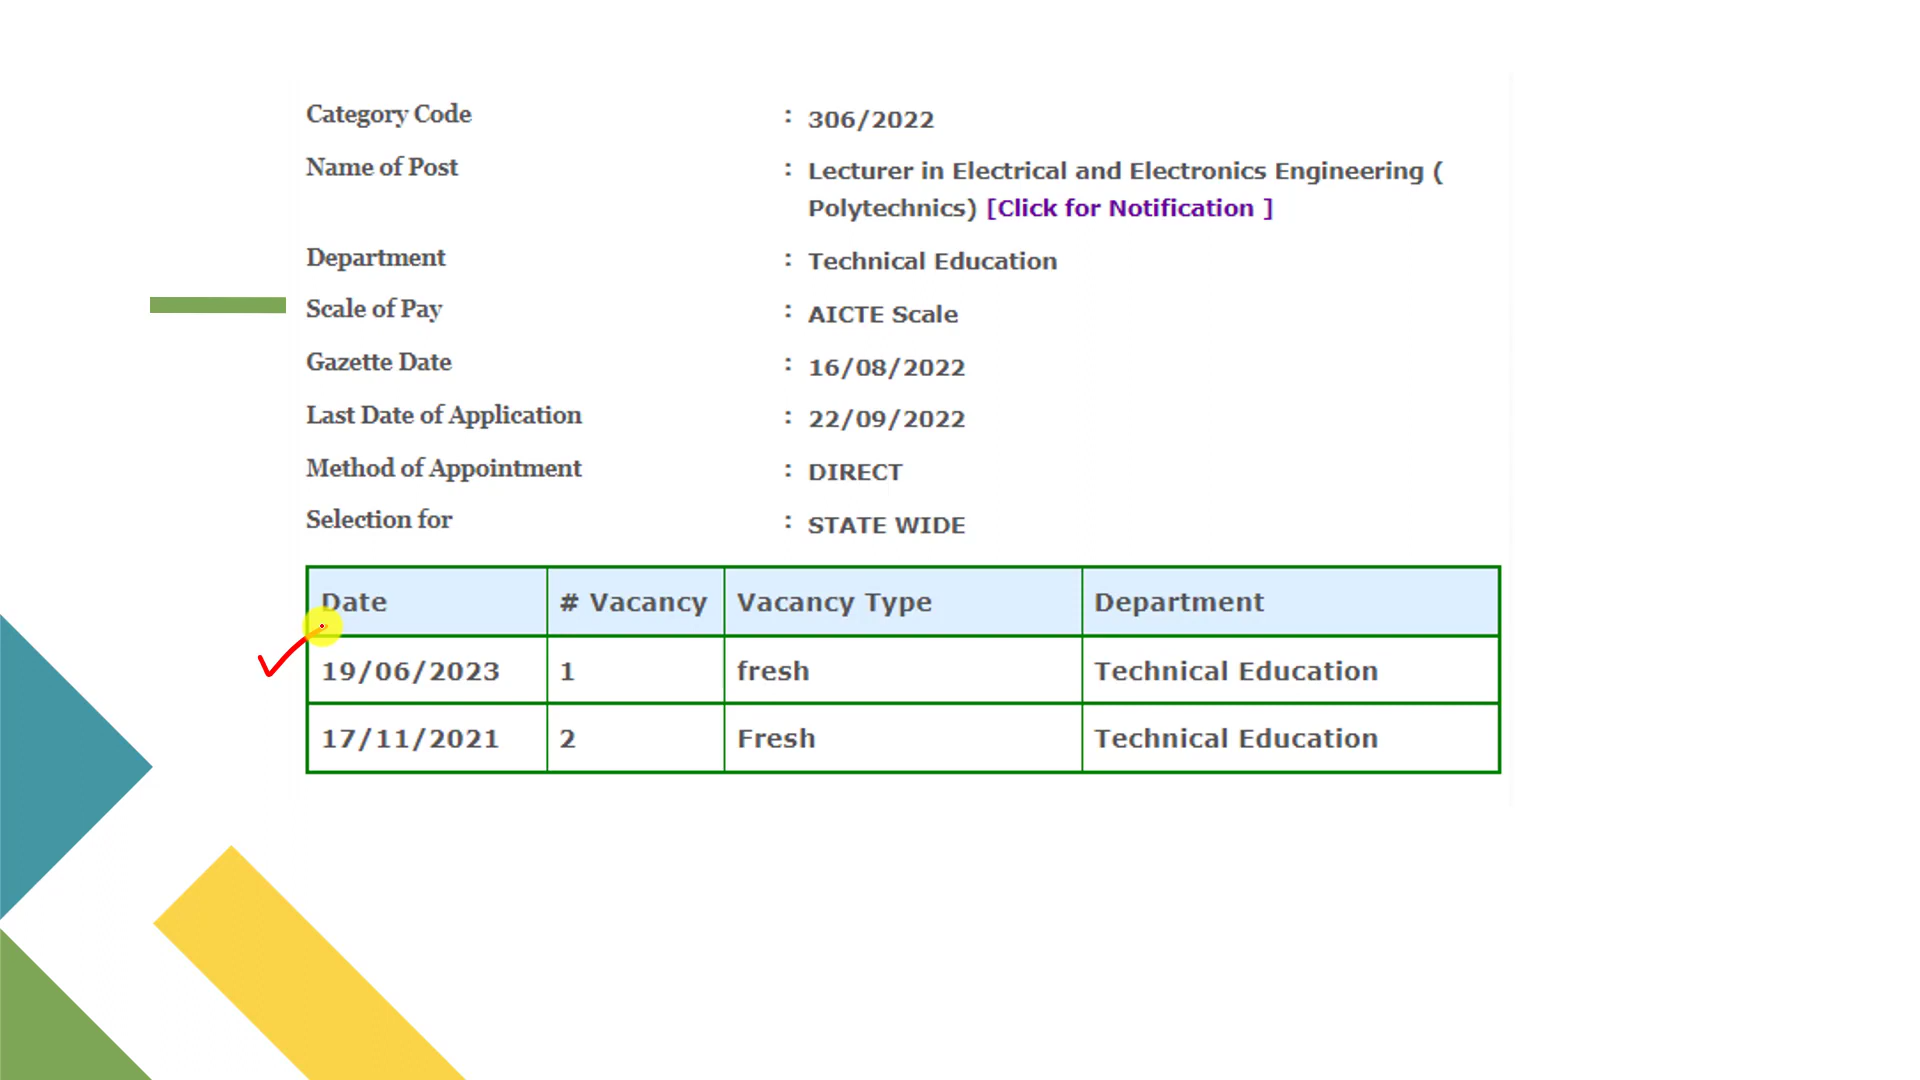 Category Code : 306/2022
Name of Post : Lecturer in Electrical and Electronics Engineering (
Polytechnics) [Click for Notification ]
Department : Technical Education
Scale of Pay : AICTE Scale
Gazette Date : 16/08/2022
Last Date of Application : 22/09/2022
Method of Appointment : DIRECT
Selection for : STATE WIDE
Date # Vacancy Vacancy Type Department
19/06/2023 1 fresh Technical Education
17/11/2021 2 Fresh Technical Education